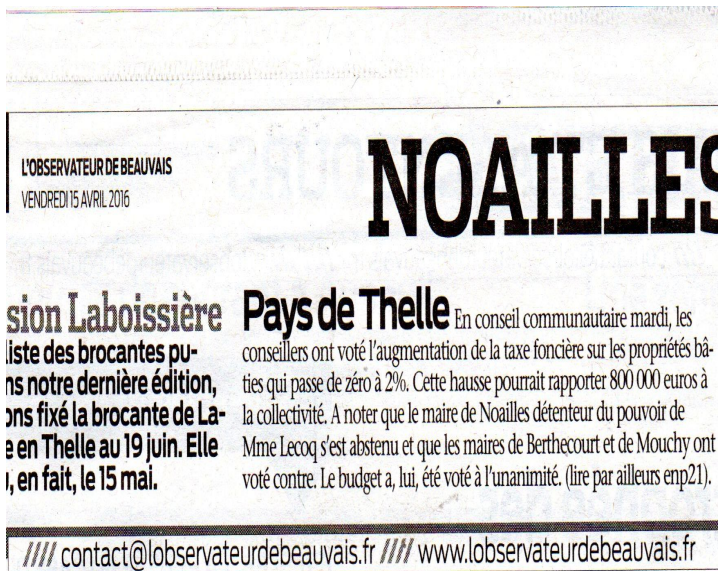 L'OBSERVATEUR DE BEAUVAIS
VENDREDI 15 AVRIL 2016
NOAILLES
sion Laboissière
liste des brocantes pu-
ns notre dernière édition,
ons fixé la brocante de La-
e en Thelle au 19 juin. Elle
, en fait, le 15 mai.
Pays de Thelle En conseil communautaire mardi, les
conseillers ont voté l'augmentation de la taxe foncière sur les propriétés bâ-
ties qui passe de zéro à 2%. Cette hausse pourrait rapporter 800 000 euros à
la collectivité. A noter que le maire de Noailles détenteur du pouvoir de
Mme Lecoq s'est abstenu et que les maires de Berthecourt et de Mouchy ont
voté contre. Le budget a, lui, été voté à l'unanimité. (lire par ailleurs enp21).
//// contact@lobservateurdebeauvais.fr //// www.lobservateurdebeauvais.fr